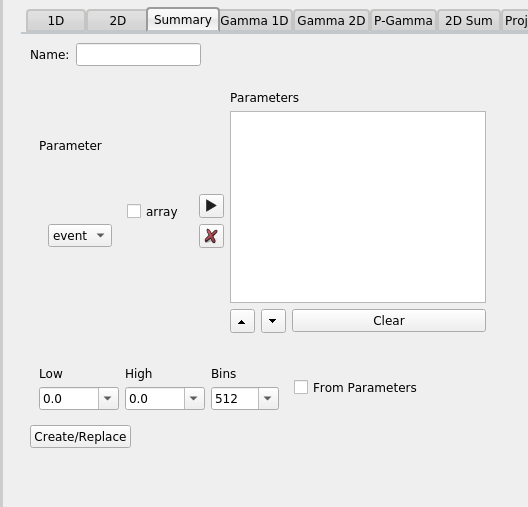 1D 2D Summary Gamma 1D Gamma 2D P-Gamma 2D Sum Proj
Name:
Parameters
Parameter
array
event
Clear
Low High Bins
From Parameters
0.0 0.0 512
Create/Replace